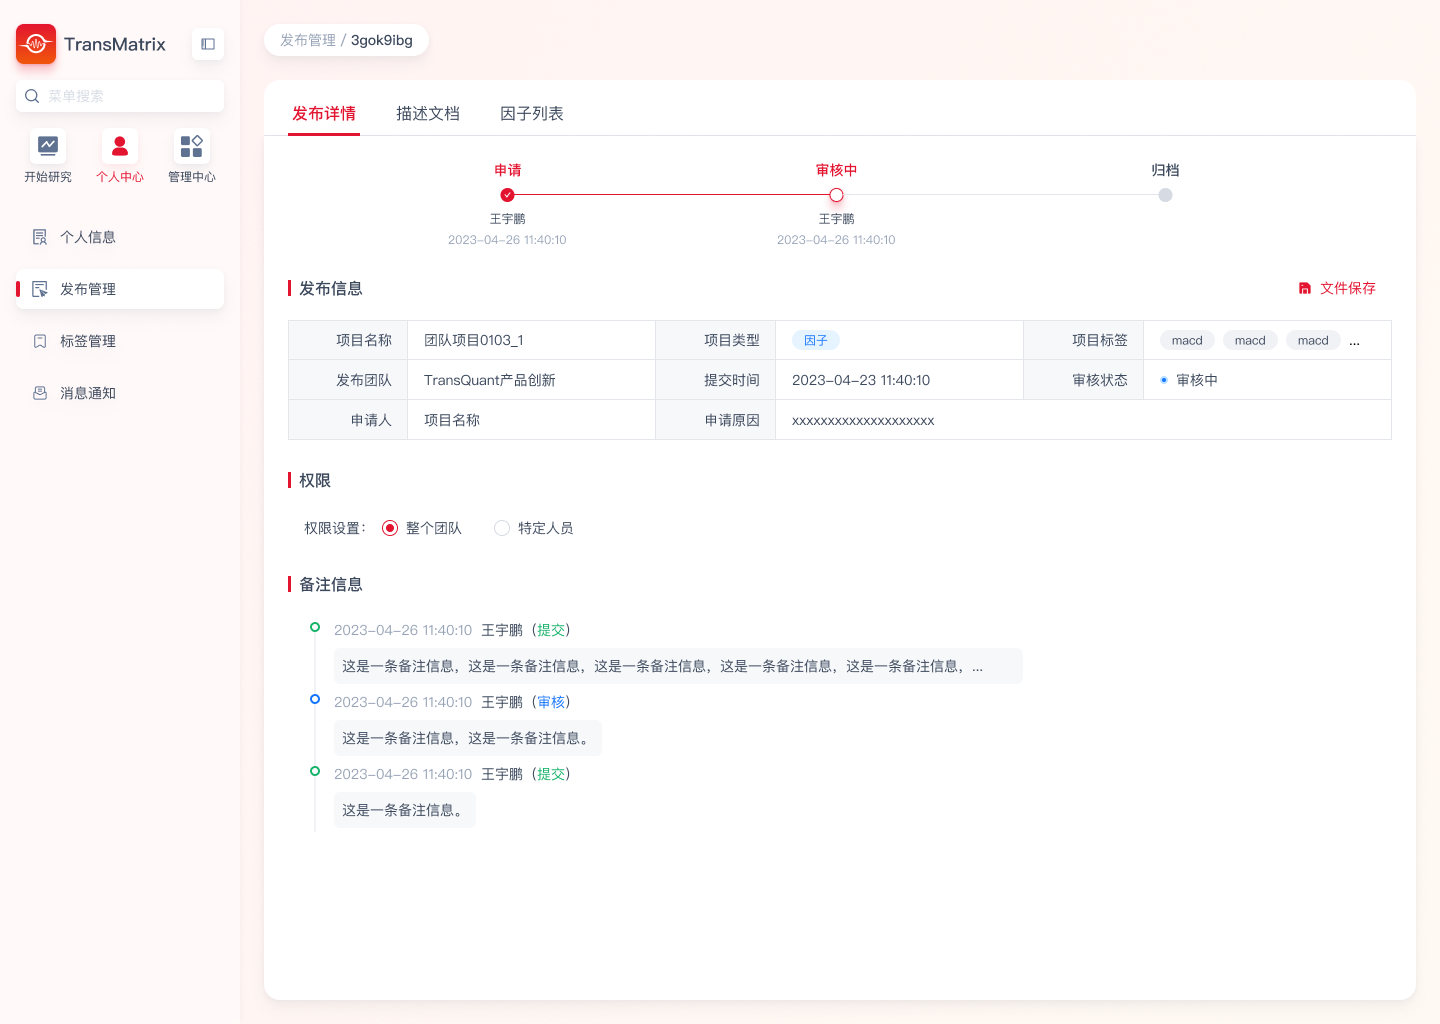 TransMatrix
菜单搜索
开始研究 个人中心 管理中心
个人信息
发布管理
标签管理
消息通知
发布管理 / 3gok9ibg
发布详情 描述文档 因子列表
申请 审核中 归档
王宇鹏 王宇鹏
2023-04-26 11:40:10 2023-04-26 11:40:10
发布信息 文件保存
项目名称 团队项目0103_1 项目类型 因子 项目标签 macd macd macd ...
发布团队 TransQuant产品创新 提交时间 2023-04-23 11:40:10 审核状态 审核中
申请人 项目名称 申请原因 xxxxxxxxxxxxxxxxxxxx
权限
权限设置： 整个团队 特定人员
备注信息
2023-04-26 11:40:10 王宇鹏（提交）
这是一条备注信息，这是一条备注信息，这是一条备注信息，这是一条备注信息，这是一条备注信息，...
2023-04-26 11:40:10 王宇鹏（审核）
这是一条备注信息，这是一条备注信息。
2023-04-26 11:40:10 王宇鹏（提交）
这是一条备注信息。